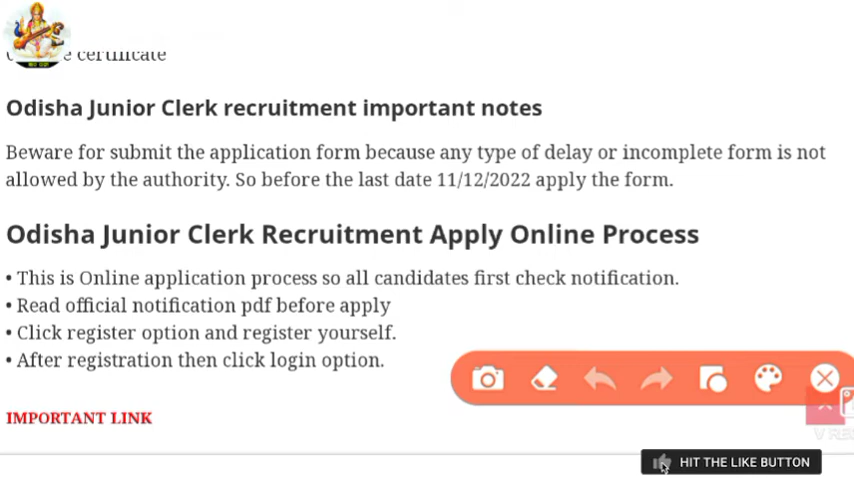 certificate
Odisha Junior Clerk recruitment important notes
Beware for submit the application form because any type of delay or incomplete form is not
allowed by the authority. So before the last date 11/12/2022 apply the form.
Odisha Junior Clerk Recruitment Apply Online Process
• This is Online application process so all candidates first check notification.
• Read official notification pdf before apply
• Click register option and register yourself.
• After registration then click login option.
IMPORTANT LINK
V RE
HIT THE LIKE BUTTON